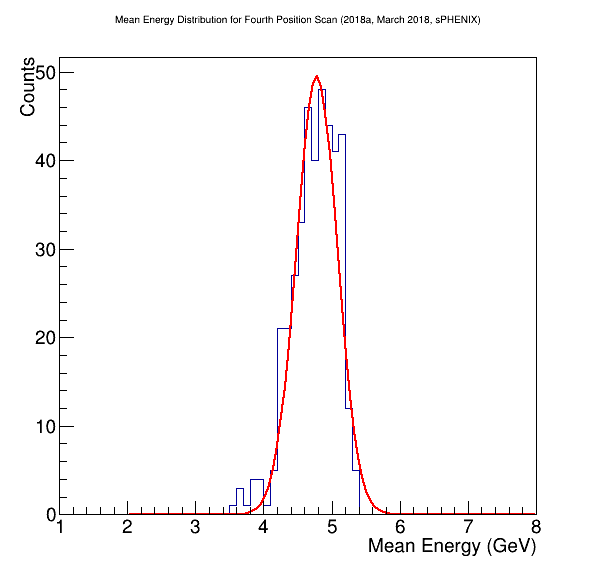 Mean Energy Distribution for Fourth Position Scan (2018a, March 2018, sPHENIX)
Counts
50
40
30
20
10
0
1 2 3 4 5 6 7 8
Mean Energy (GeV)